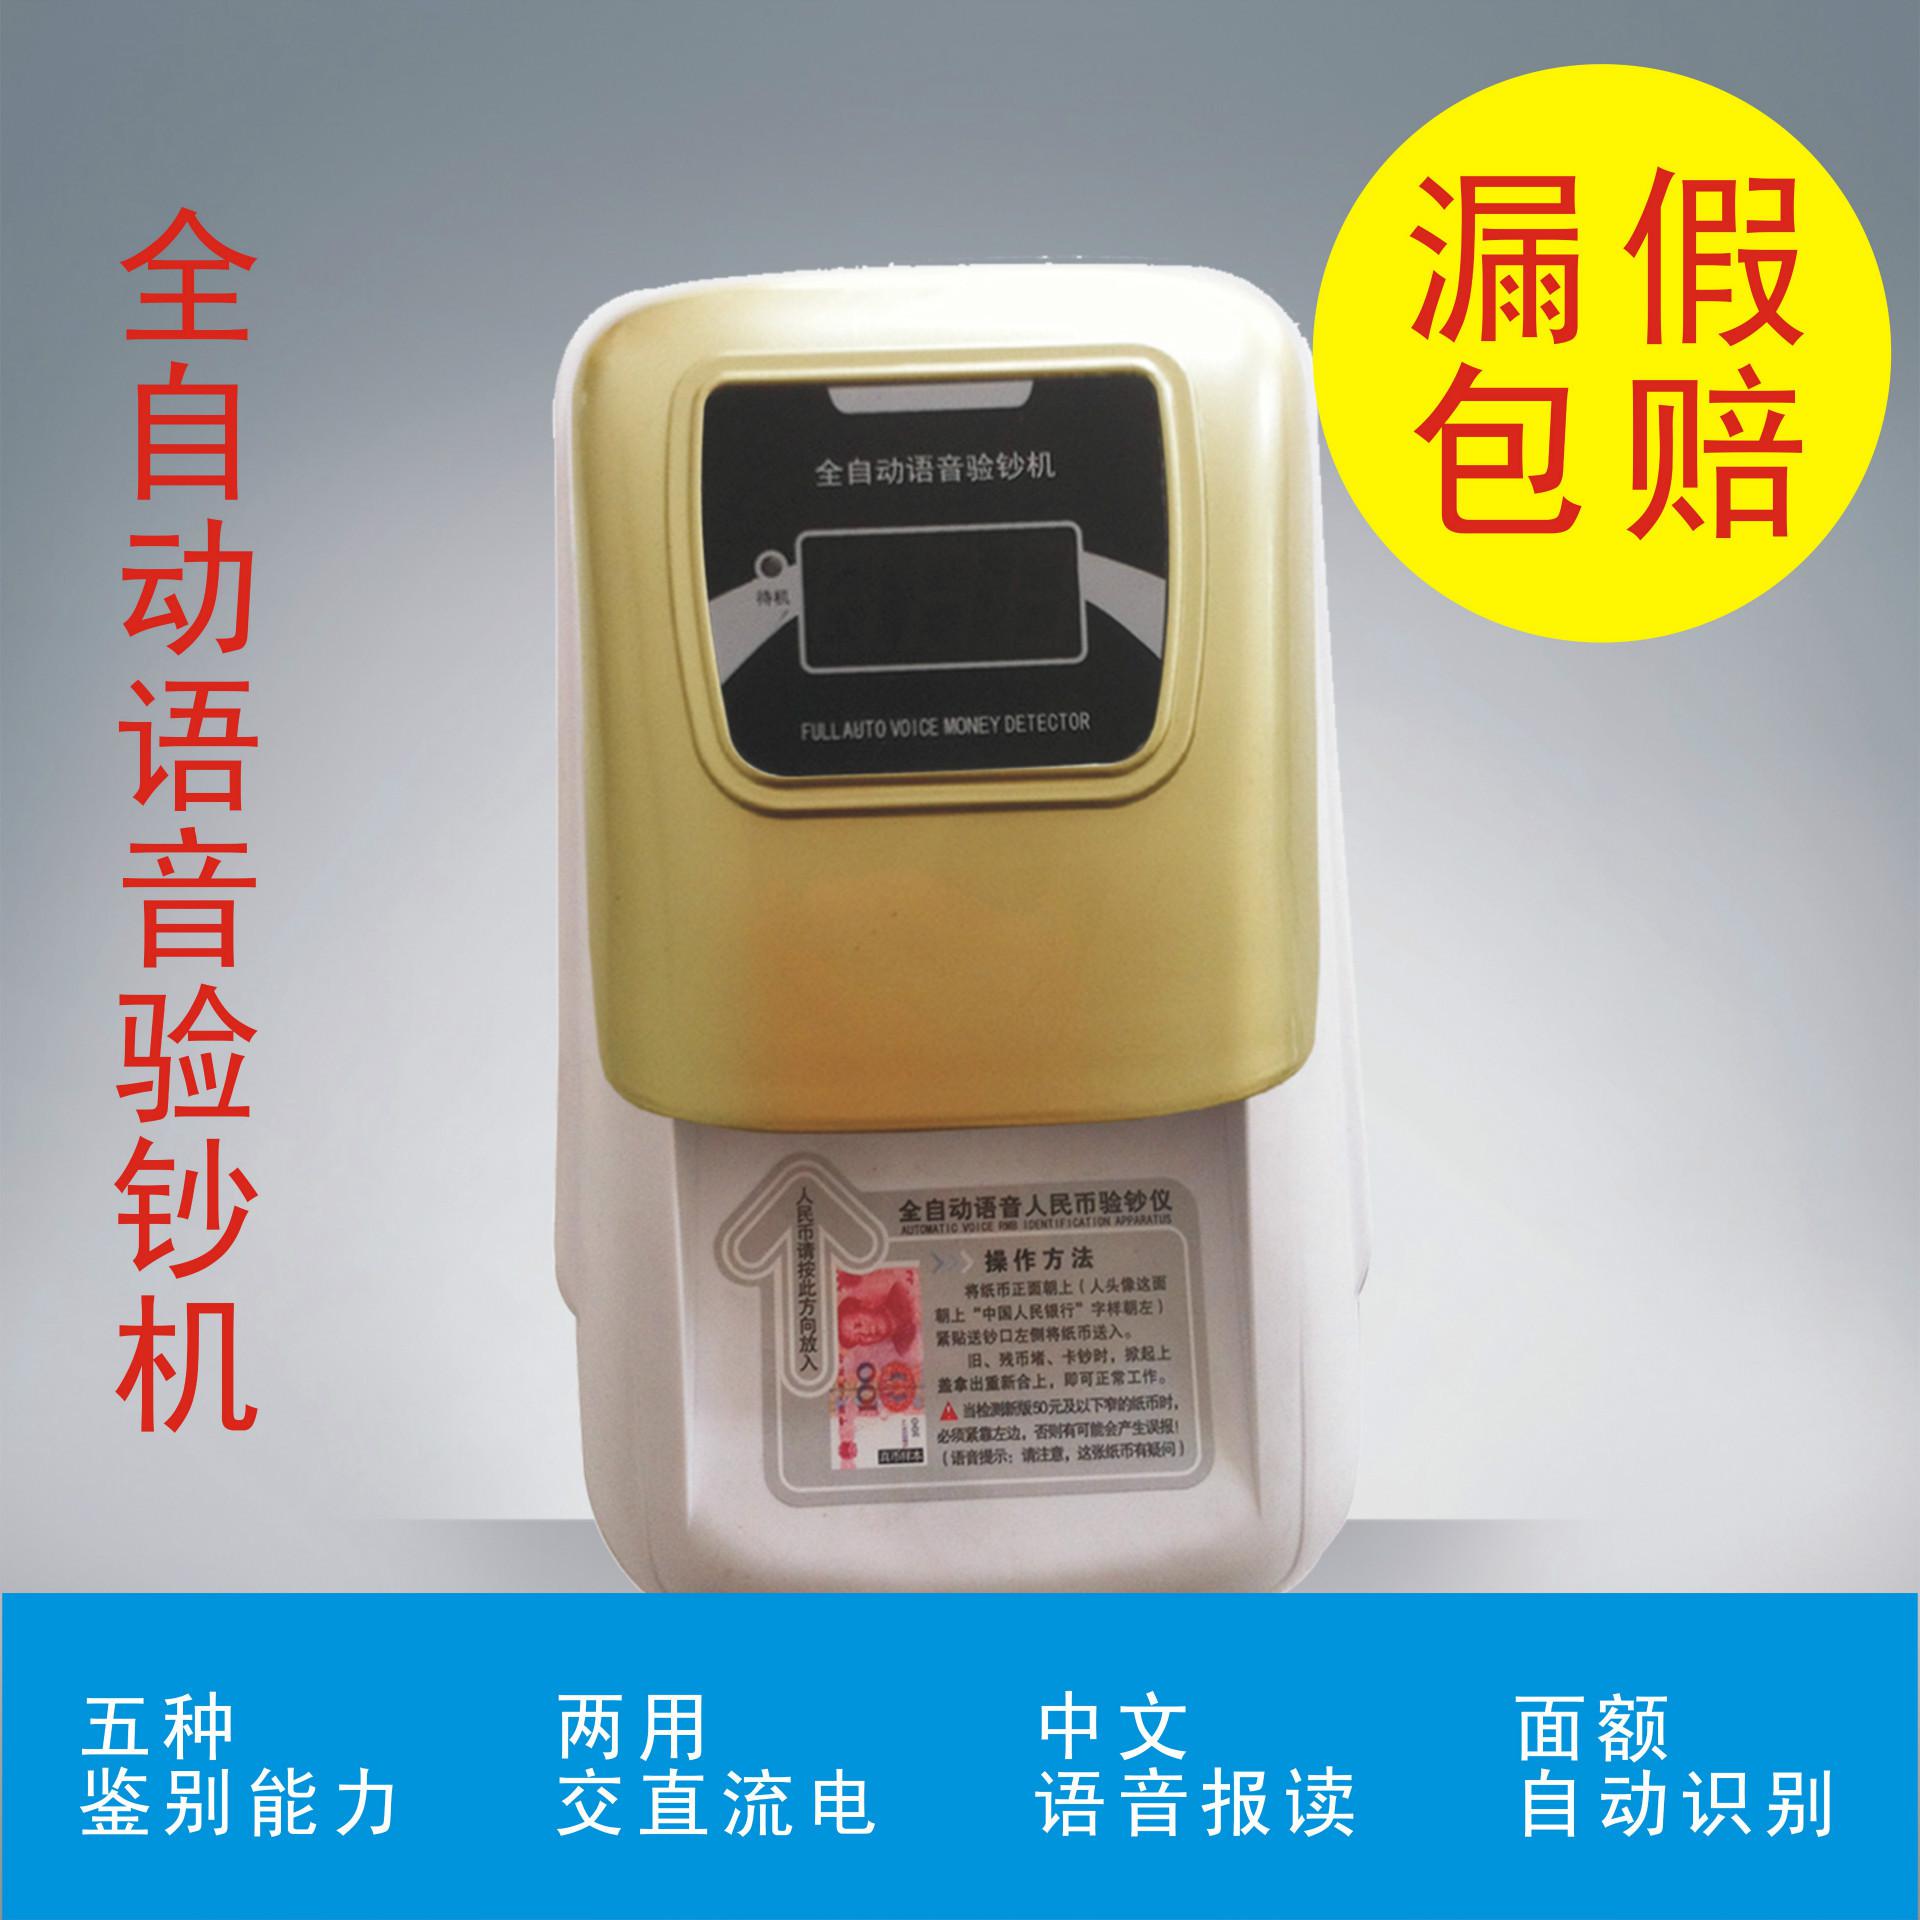 全自动语音验钞机
漏假
包赔
全自动语音验钞机
待机
FULL AUTO VOICE MONEY DETECTOR
人民币请按此方向放入
全自动语音人民币验钞仪
AUTOMATIC VOICE RMB IDENTIFICATION APPARATUS
操作方法
将纸币正面朝上（人头像这面
朝上“中国人民银行”字样朝左）
紧贴送钞口左侧将纸币送入。
旧、残币堵、卡钞时，掀起上
盖拿出重新合上，即可正常工作。
当检测新版50元及以下窄的纸币时，
必须紧靠左边，否则有可能会产生误报！
（语音提示：请注意，这张纸币有疑问）
100
100
五种
鉴别能力
两用
交直流电
中文
语音报读
面额
自动识别